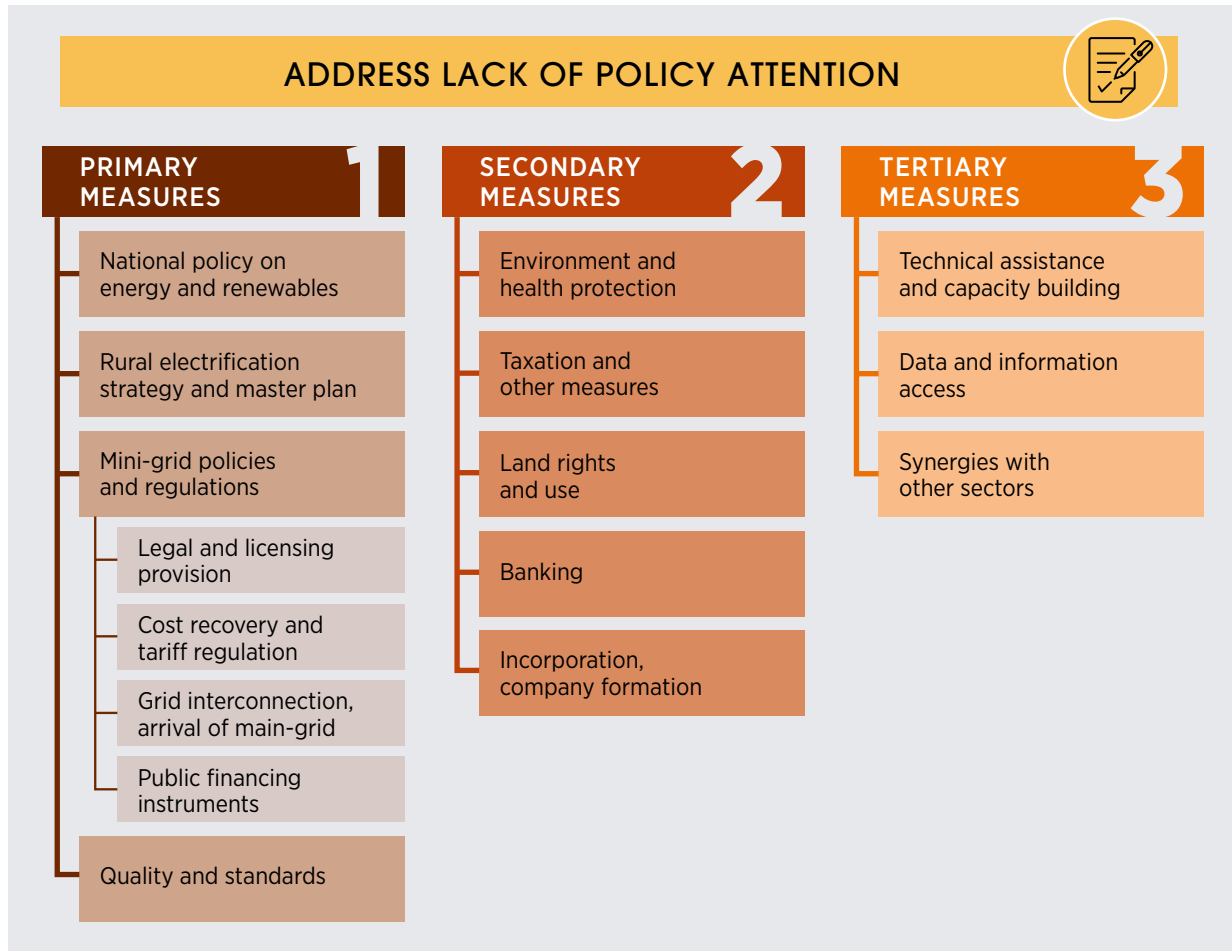 ADDRESS LACK OF POLICY ATTENTION
PRIMARY
MEASURES
1
National policy on
energy and renewables
Rural electrification
strategy and master plan
Mini-grid policies
and regulations
Legal and licensing
provision
Cost recovery and
tariff regulation
Grid interconnection,
arrival of main-grid
Public financing
instruments
Quality and standards
SECONDARY
MEASURES
2
Environment and
health protection
Taxation and
other measures
Land rights
and use
Banking
Incorporation,
company formation
TERTIARY
MEASURES
3
Technical assistance
and capacity building
Data and information
access
Synergies with
other sectors